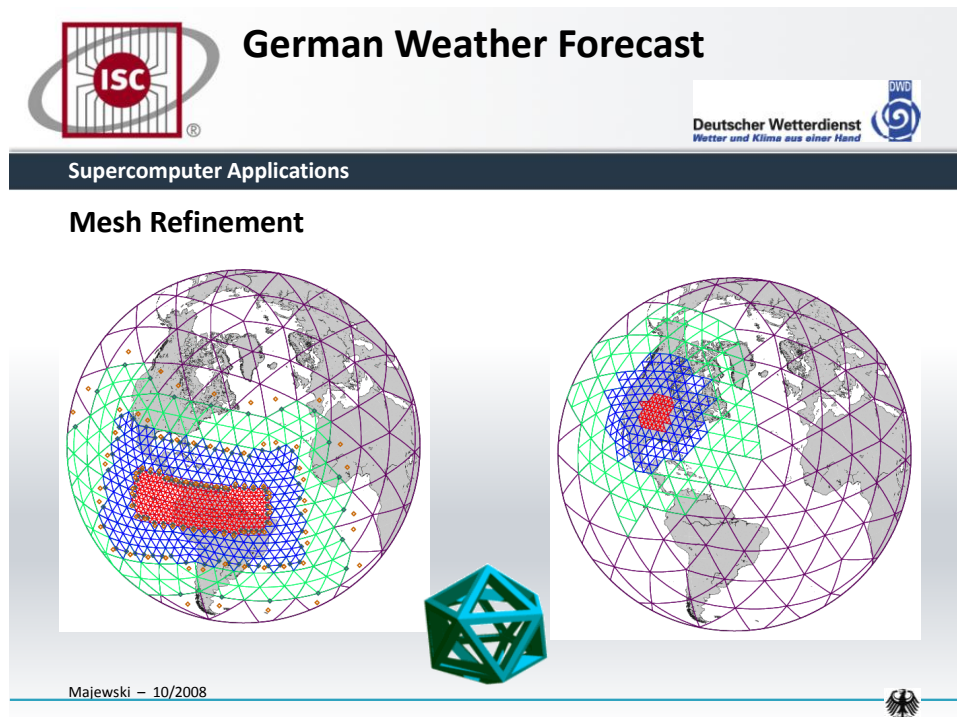 German Weather Forecast
ISC
®
DWD
Deutscher Wetterdienst
Wetter und Klima aus einer Hand
Supercomputer Applications
Mesh Refinement
Majewski – 10/2008